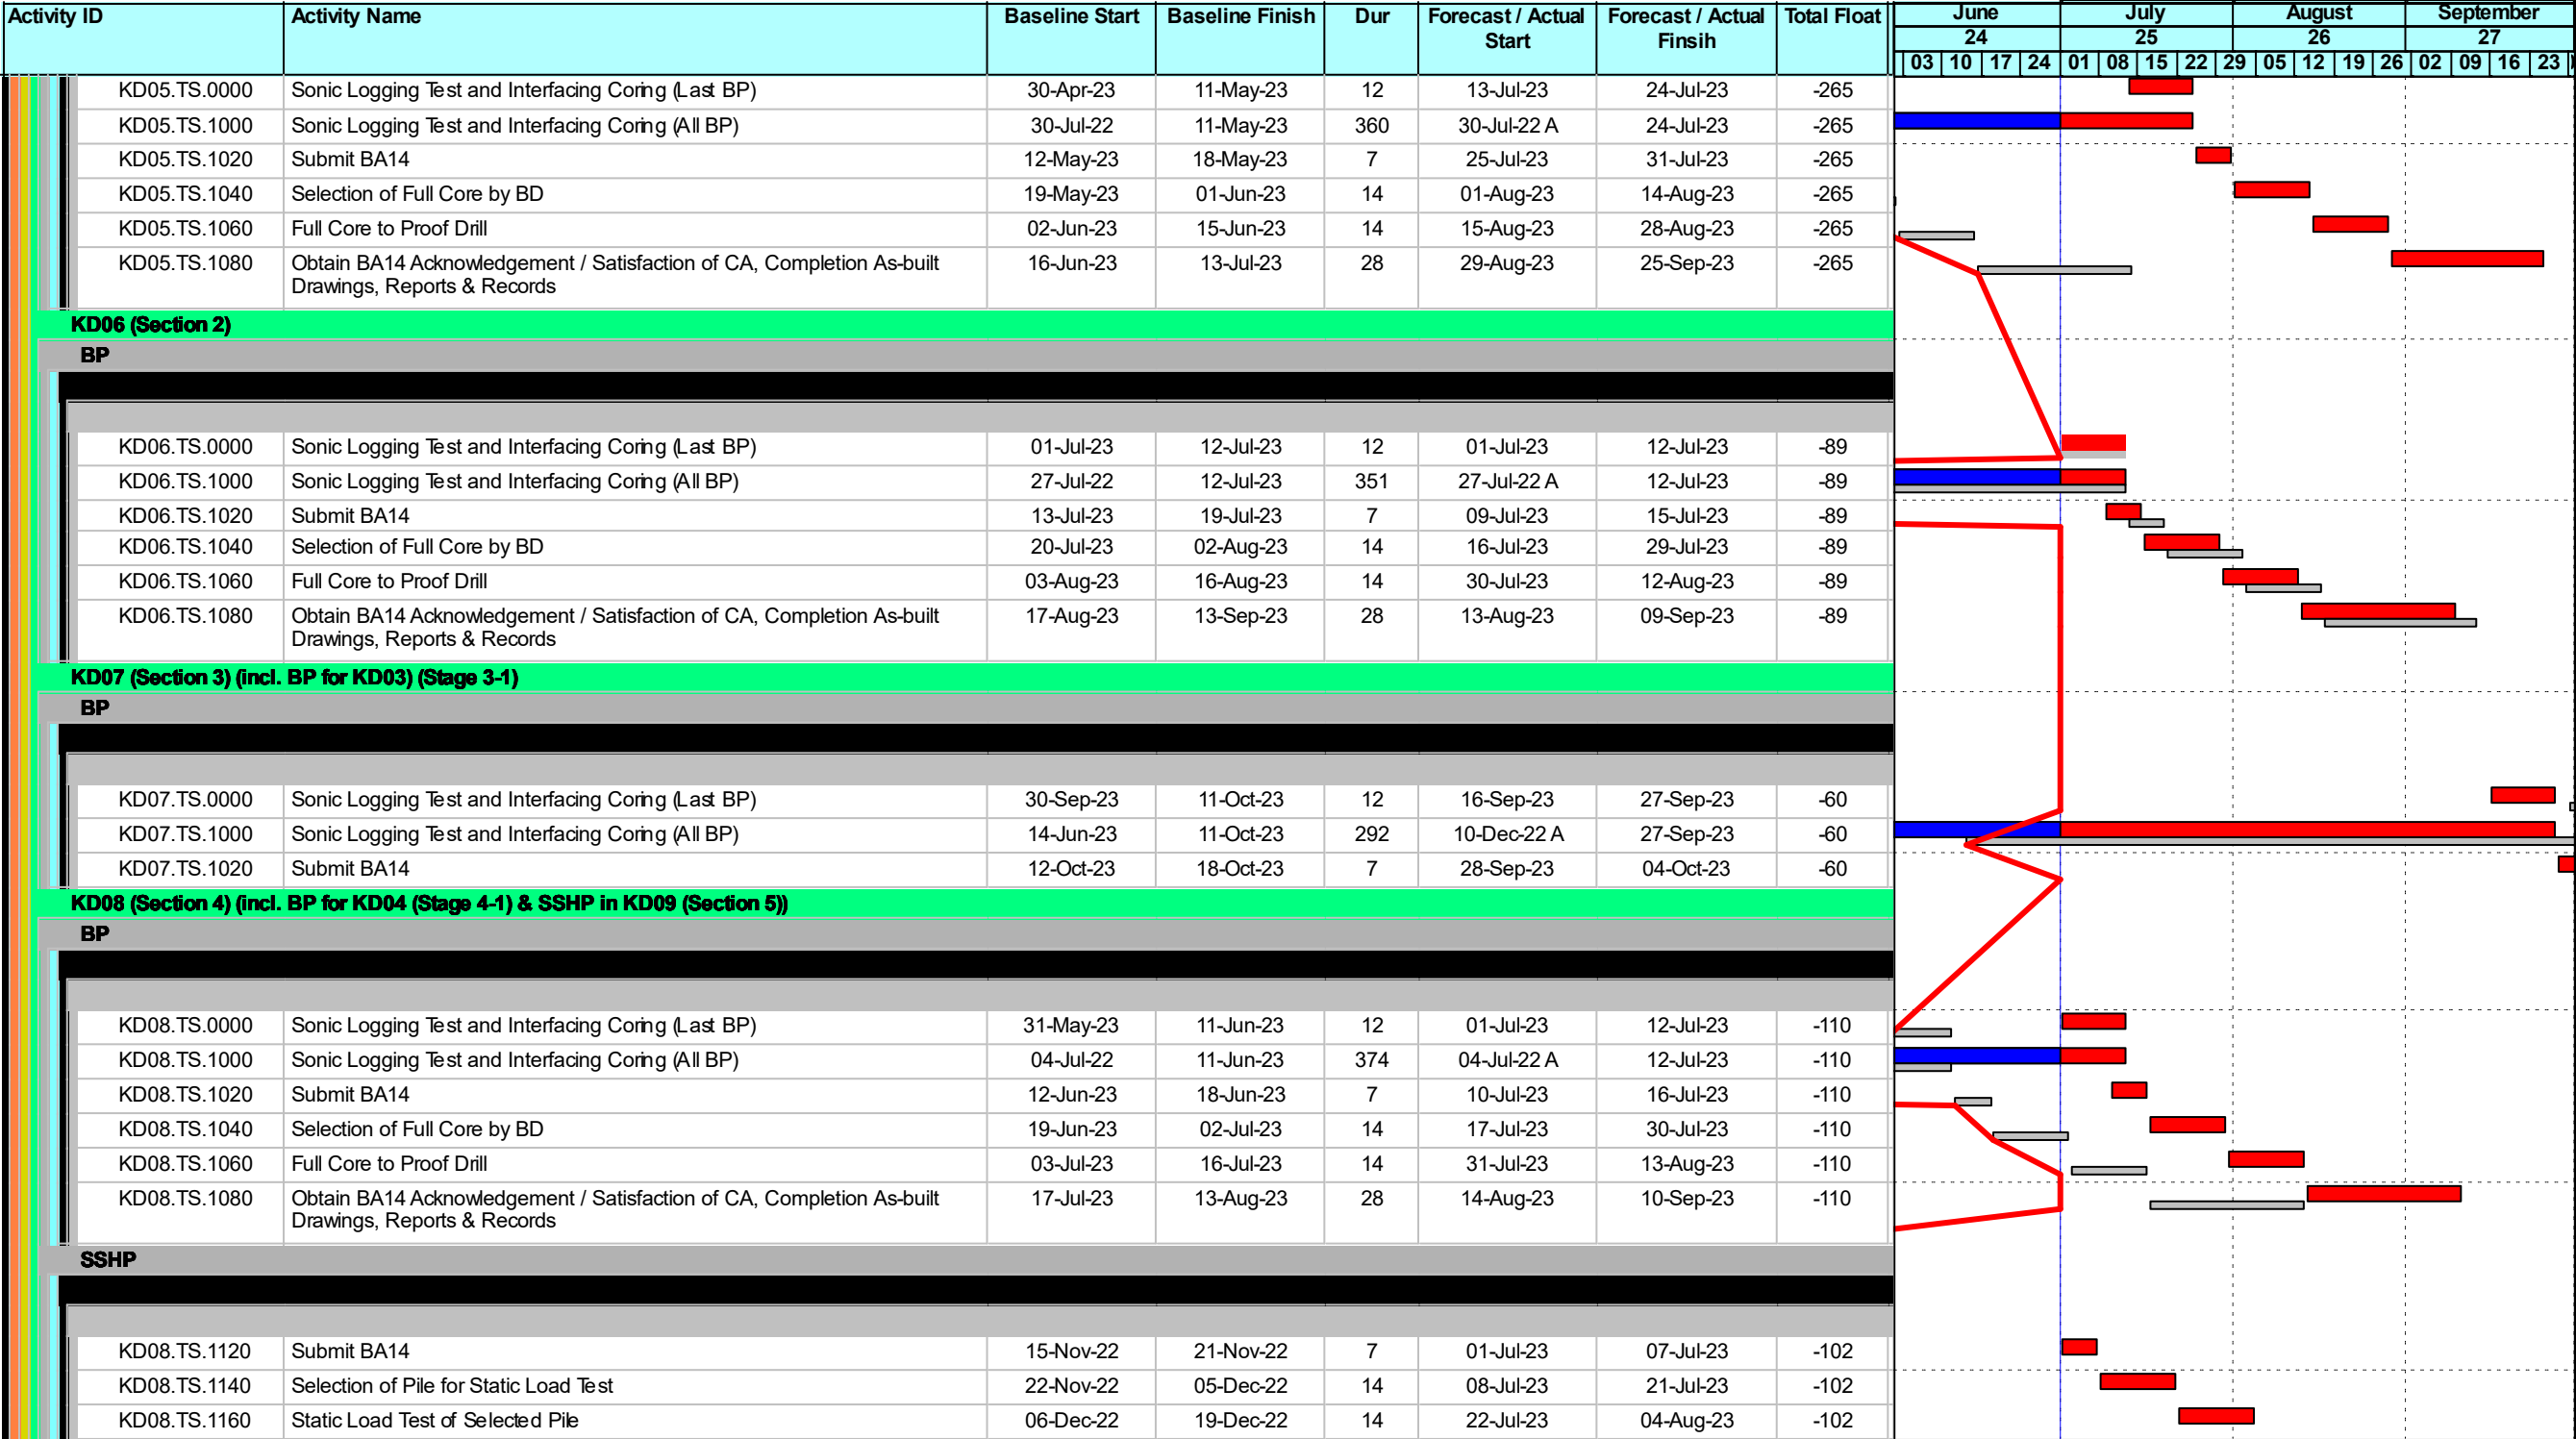 Activity ID Activity Name Baseline Start Baseline Finish Dur Forecast / Actual Start Forecast / Actual Finsih Total Float June July August September
24 25 26 27
03 10 17 24 01 08 15 22 29 05 12 19 26 02 09 16 23
KD05.TS.0000 Sonic Logging Test and Interfacing Coring (Last BP) 30-Apr-23 11-May-23 12 13-Jul-23 24-Jul-23 -265
KD05.TS.1000 Sonic Logging Test and Interfacing Coring (All BP) 30-Jul-22 11-May-23 360 30-Jul-22 A 24-Jul-23 -265
KD05.TS.1020 Submit BA14 12-May-23 18-May-23 7 25-Jul-23 31-Jul-23 -265
KD05.TS.1040 Selection of Full Core by BD 19-May-23 01-Jun-23 14 01-Aug-23 14-Aug-23 -265
KD05.TS.1060 Full Core to Proof Drill 02-Jun-23 15-Jun-23 14 15-Aug-23 28-Aug-23 -265
KD05.TS.1080 Obtain BA14 Acknowledgement / Satisfaction of CA, Completion As-built 16-Jun-23 13-Jul-23 28 29-Aug-23 25-Sep-23 -265
Drawings, Reports & Records
KD06 (Section 2)
BP
KD06.TS.0000 Sonic Logging Test and Interfacing Coring (Last BP) 01-Jul-23 12-Jul-23 12 01-Jul-23 12-Jul-23 -89
KD06.TS.1000 Sonic Logging Test and Interfacing Coring (All BP) 27-Jul-22 12-Jul-23 351 27-Jul-22 A 12-Jul-23 -89
KD06.TS.1020 Submit BA14 13-Jul-23 19-Jul-23 7 09-Jul-23 15-Jul-23 -89
KD06.TS.1040 Selection of Full Core by BD 20-Jul-23 02-Aug-23 14 16-Jul-23 29-Jul-23 -89
KD06.TS.1060 Full Core to Proof Drill 03-Aug-23 16-Aug-23 14 30-Jul-23 12-Aug-23 -89
KD06.TS.1080 Obtain BA14 Acknowledgement / Satisfaction of CA, Completion As-built 17-Aug-23 13-Sep-23 28 13-Aug-23 09-Sep-23 -89
Drawings, Reports & Records
KD07 (Section 3) (incl. BP for KD03) (Stage 3-1)
BP
KD07.TS.0000 Sonic Logging Test and Interfacing Coring (Last BP) 30-Sep-23 11-Oct-23 12 16-Sep-23 27-Sep-23 -60
KD07.TS.1000 Sonic Logging Test and Interfacing Coring (All BP) 14-Jun-23 11-Oct-23 292 10-Dec-22 A 27-Sep-23 -60
KD07.TS.1020 Submit BA14 12-Oct-23 18-Oct-23 7 28-Sep-23 04-Oct-23 -60
KD08 (Section 4) (incl. BP for KD04 (Stage 4-1) & SSHP in KD09 (Section 5))
BP
KD08.TS.0000 Sonic Logging Test and Interfacing Coring (Last BP) 31-May-23 11-Jun-23 12 01-Jul-23 12-Jul-23 -110
KD08.TS.1000 Sonic Logging Test and Interfacing Coring (All BP) 04-Jul-22 11-Jun-23 374 04-Jul-22 A 12-Jul-23 -110
KD08.TS.1020 Submit BA14 12-Jun-23 18-Jun-23 7 10-Jul-23 16-Jul-23 -110
KD08.TS.1040 Selection of Full Core by BD 19-Jun-23 02-Jul-23 14 17-Jul-23 30-Jul-23 -110
KD08.TS.1060 Full Core to Proof Drill 03-Jul-23 16-Jul-23 14 31-Jul-23 13-Aug-23 -110
KD08.TS.1080 Obtain BA14 Acknowledgement / Satisfaction of CA, Completion As-built 17-Jul-23 13-Aug-23 28 14-Aug-23 10-Sep-23 -110
Drawings, Reports & Records
SSHP
KD08.TS.1120 Submit BA14 15-Nov-22 21-Nov-22 7 01-Jul-23 07-Jul-23 -102
KD08.TS.1140 Selection of Pile for Static Load Test 22-Nov-22 05-Dec-22 14 08-Jul-23 21-Jul-23 -102
KD08.TS.1160 Static Load Test of Selected Pile 06-Dec-22 19-Dec-22 14 22-Jul-23 04-Aug-23 -102